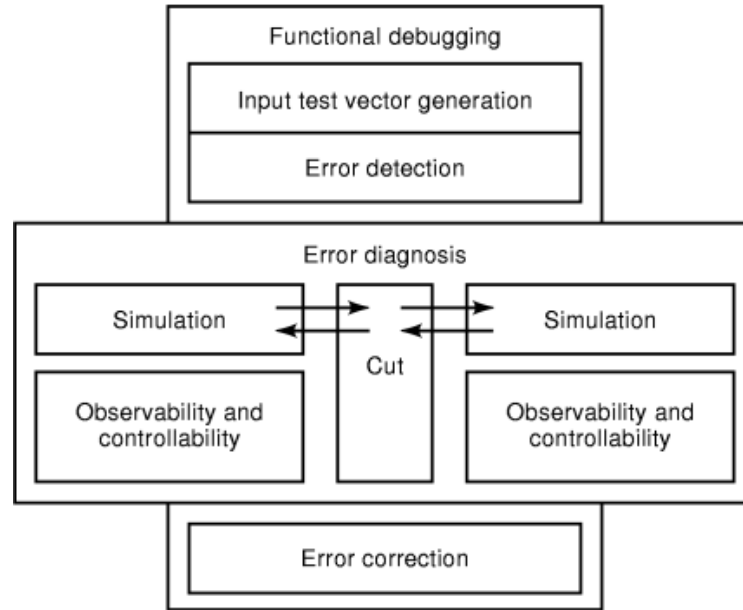 Functional debugging
Input test vector generation
Error detection
Error diagnosis
Simulation
Cut
Simulation
Observability and
controllability
Observability and
controllability
Error correction